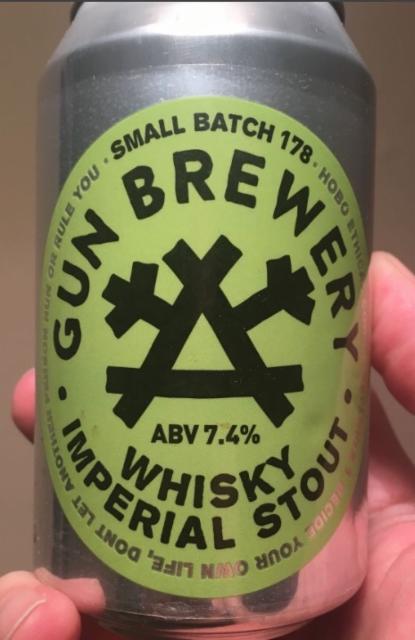 SMALL BATCH 178
GUN BREWERY
ABV 7.4%
WHISKY
IMPERIAL STOUT
HOBO ETHICS
DECIDE YOUR OWN LIFE, DONT LET ANOTHER PERSON RUN OR RULE YOU